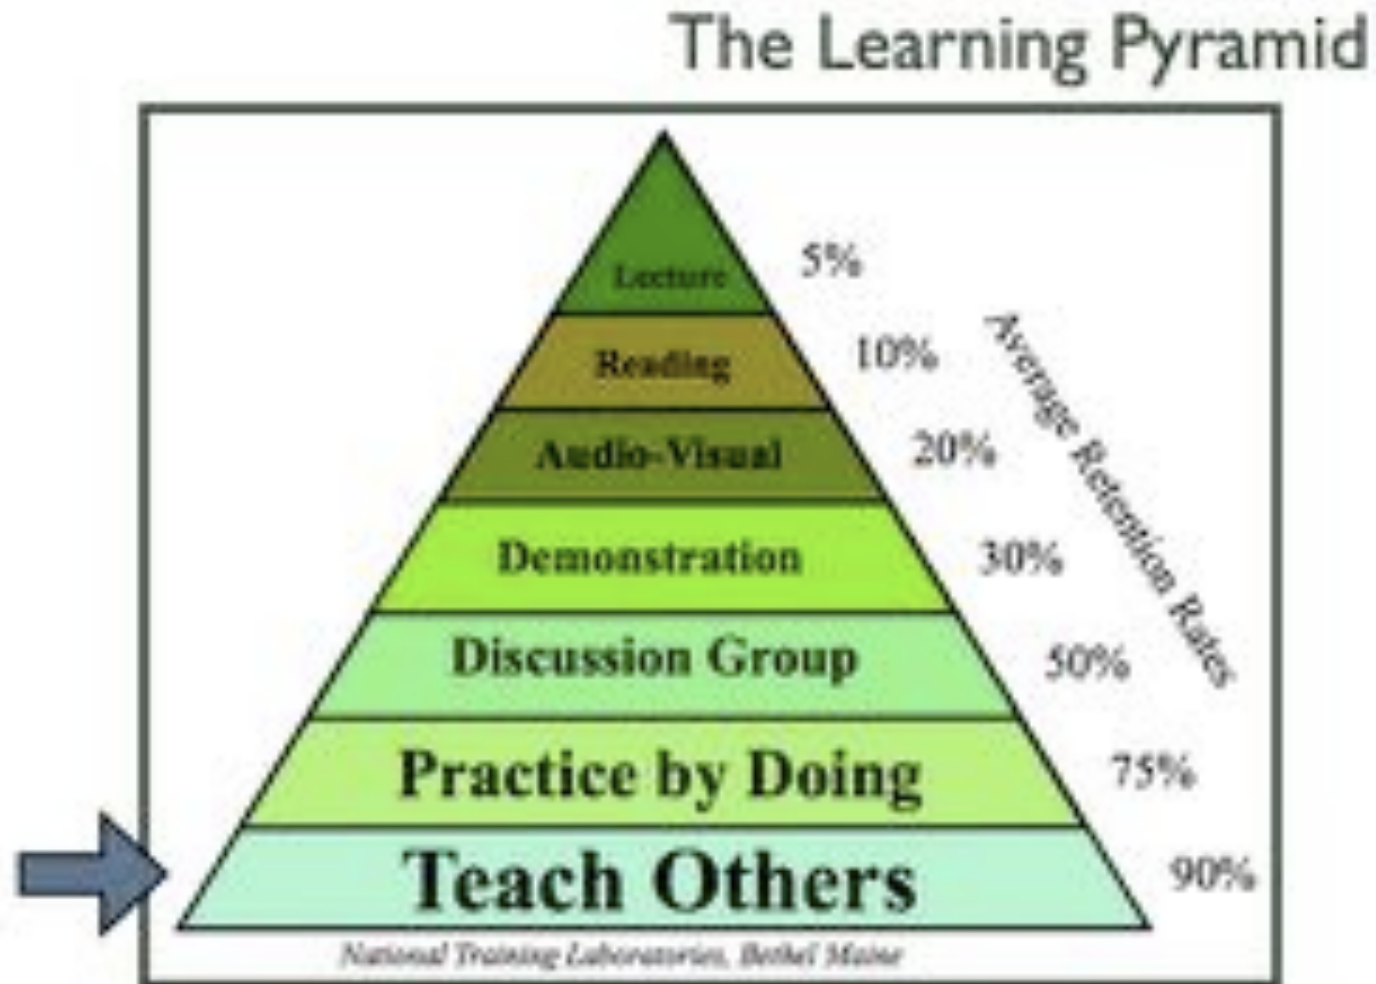 The Learning Pyramid
Lecture 5%
Reading 10%
Audio-Visual 20%
Demonstration 30%
Discussion Group 50%
Practice by Doing 75%
Teach Others 90%
Average Retention Rates
National Training Laboratories, Bethel Maine